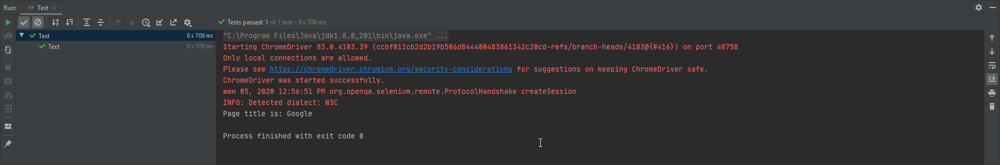 Run: Test
Tests passed: 1 of 1 test – 8 s 708 ms
Test 8 s 708 ms
Text 8 s 708 ms
"C:\Program Files\Java\jdk1.8.0_201\bin\java.exe" ...
Starting ChromeDriver 83.0.4103.39 (ccbf011cb2d2b19b506d844400483861342c20cd-refs/branch-heads/4103@{#416}) on port 48758
Only local connections are allowed.
Please see https://chromedriver.chromium.org/security-considerations for suggestions on keeping ChromeDriver safe.
ChromeDriver was started successfully.
июн 05, 2020 12:56:51 PM org.openqa.selenium.remote.ProtocolHandshake createSession
INFO: Detected dialect: W3C
Page title is: Google
Process finished with exit code 0